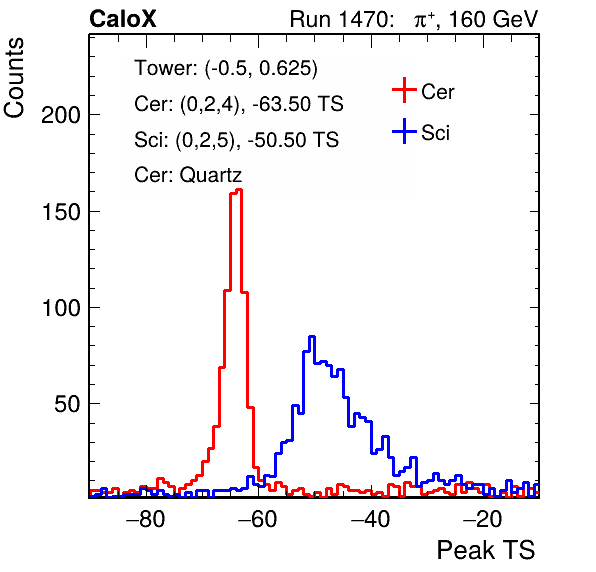 CaloX Run 1470: π⁺, 160 GeV
Counts
Tower: (-0.5, 0.625)
Cer: (0,2,4), -63.50 TS
Sci: (0,2,5), -50.50 TS
Cer: Quartz
Cer
Sci
200
150
100
50
−80 −60 −40 −20
Peak TS